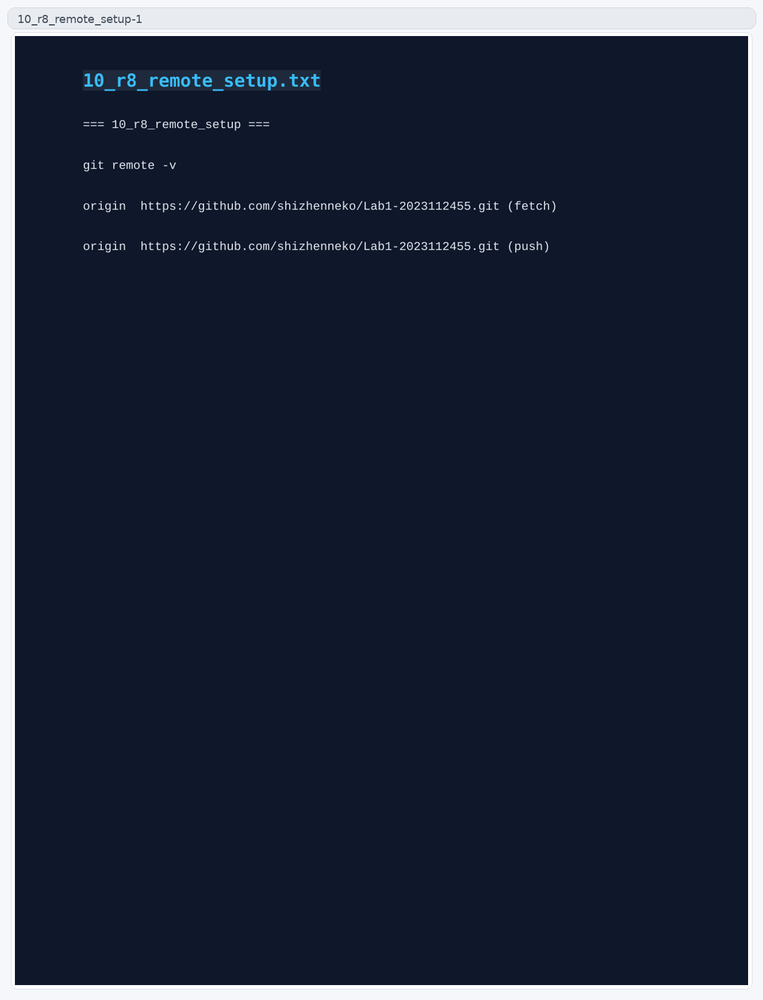 10_r8_remote_setup-1
10_r8_remote_setup.txt
=== 10_r8_remote_setup ===
git remote -v
origin  https://github.com/shizhenneko/Lab1-2023112455.git (fetch)
origin  https://github.com/shizhenneko/Lab1-2023112455.git (push)